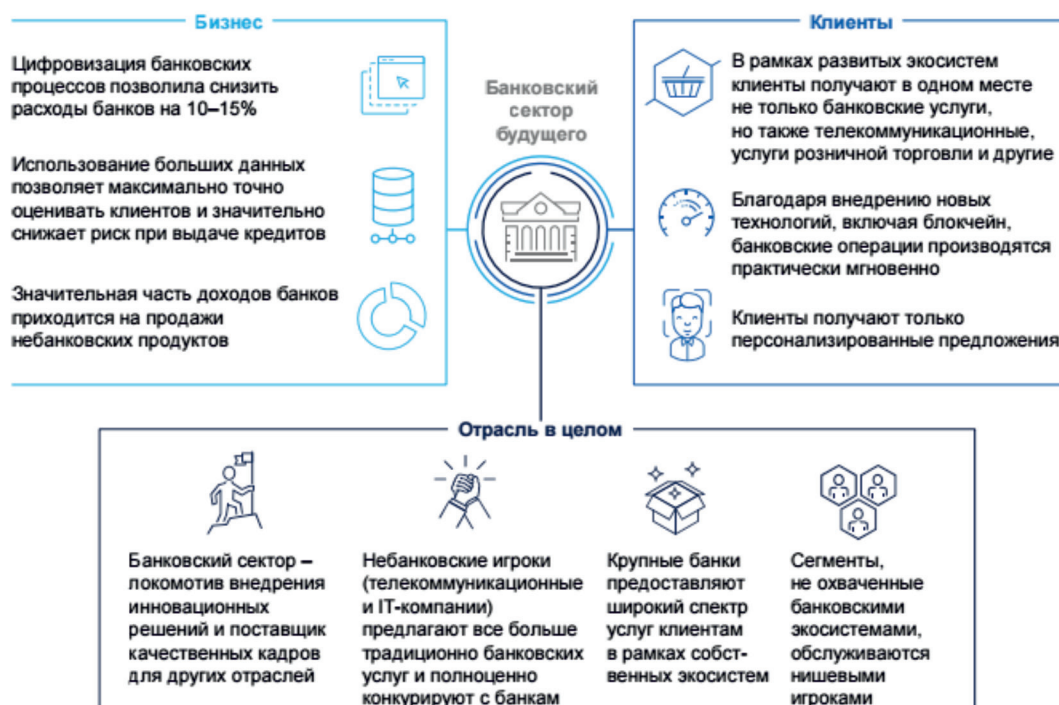 Бизнес
Цифровизация банковских
процессов позволила снизить
расходы банков на 10–15%
Использование больших данных
позволяет максимально точно
оценивать клиентов и значительно
снижает риск при выдаче кредитов
Значительная часть доходов банков
приходится на продажи
небанковских продуктов
Банковский
сектор
будущего
Клиенты
В рамках развитых экосистем
клиенты получают в одном месте
не только банковские услуги,
но также телекоммуникационные,
услуги розничной торговли и другие
Благодаря внедрению новых
технологий, включая блокчейн,
банковские операции производятся
практически мгновенно
Клиенты получают только
персонализированные предложения
Отрасль в целом
Банковский сектор –
локомотив внедрения
инновационных
решений и поставщик
качественных кадров
для других отраслей
Небанковские игроки
(телекоммуникационные
и IT-компании)
предлагают все больше
традиционно банковских
услуг и полноценно
конкурируют с банкам
Крупные банки
предоставляют
широкий спектр
услуг клиентам
в рамках собст-
венных экосистем
Сегменты,
не охваченные
банковскими
экосистемами,
обслуживаются
нишевыми
игроками